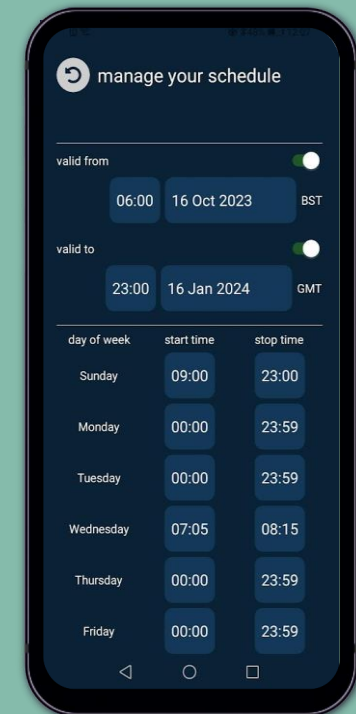 manage your schedule
valid from
06:00 16 Oct 2023 BST
valid to
23:00 16 Jan 2024 GMT
day of week start time stop time
Sunday 09:00 23:00
Monday 00:00 23:59
Tuesday 00:00 23:59
Wednesday 07:05 08:15
Thursday 00:00 23:59
Friday 00:00 23:59